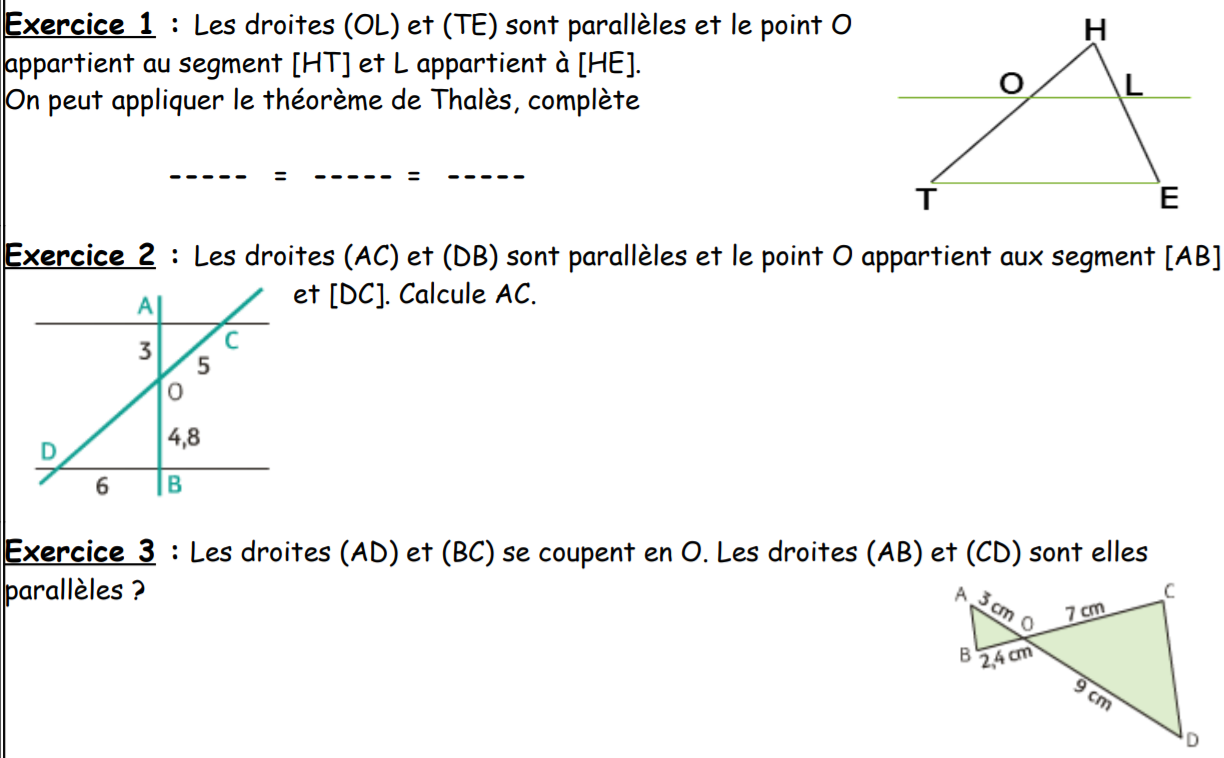 Exercice 1 : Les droites (OL) et (TE) sont parallèles et le point O
appartient au segment [HT] et L appartient à [HE].
On peut appliquer le théorème de Thalès, complète
----- = ----- = -----
H
O
L
T
E
Exercice 2 : Les droites (AC) et (DB) sont parallèles et le point O appartient aux segment [AB]
et [DC]. Calcule AC.
A
C
3
5
O
4,8
D
6
B
Exercice 3 : Les droites (AD) et (BC) se coupent en O. Les droites (AB) et (CD) sont elles
parallèles ?
A
3 cm
O
7 cm
C
B
2,4 cm
9 cm
D